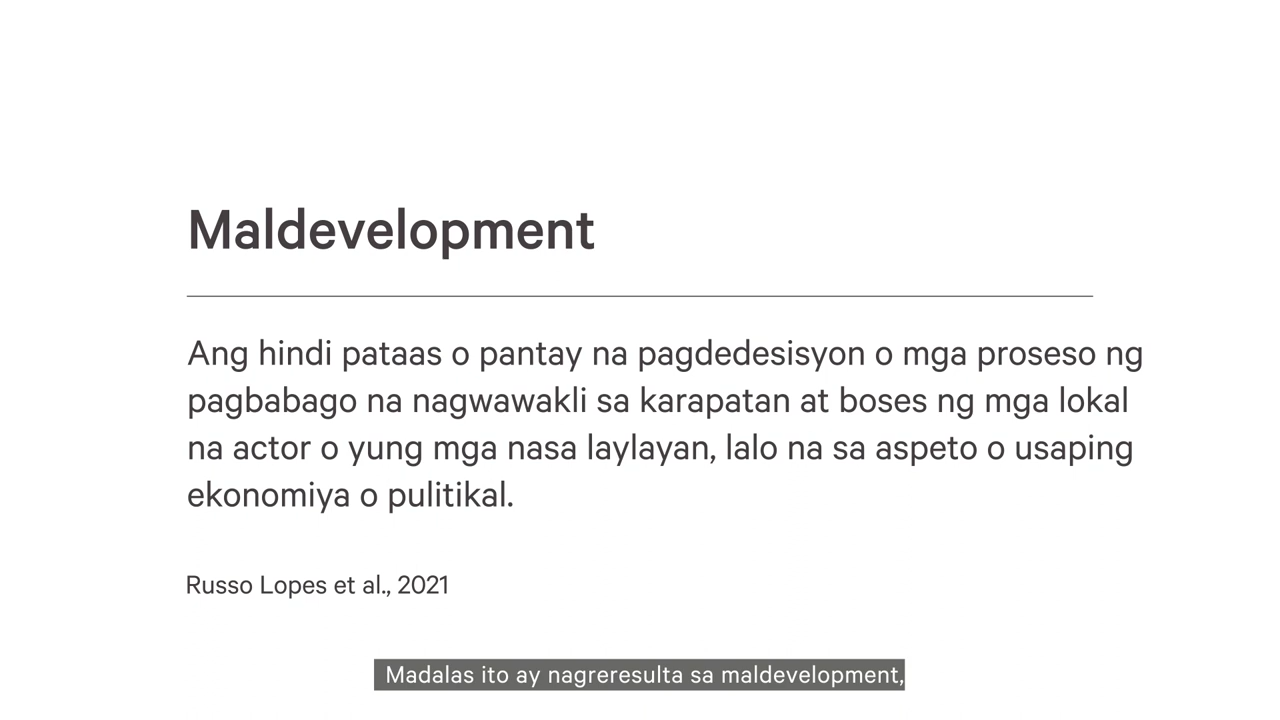 Maldevelopment
Ang hindi pataas o pantay na pagdedesisyon o mga proseso ng
pagbabago na nagwawakli sa karapatan at boses ng mga lokal
na actor o yung mga nasa laylayan, lalo na sa aspeto o usaping
ekonomiya o pulitikal.
Russo Lopes et al., 2021
Madalas ito ay nagreresulta sa maldevelopment,